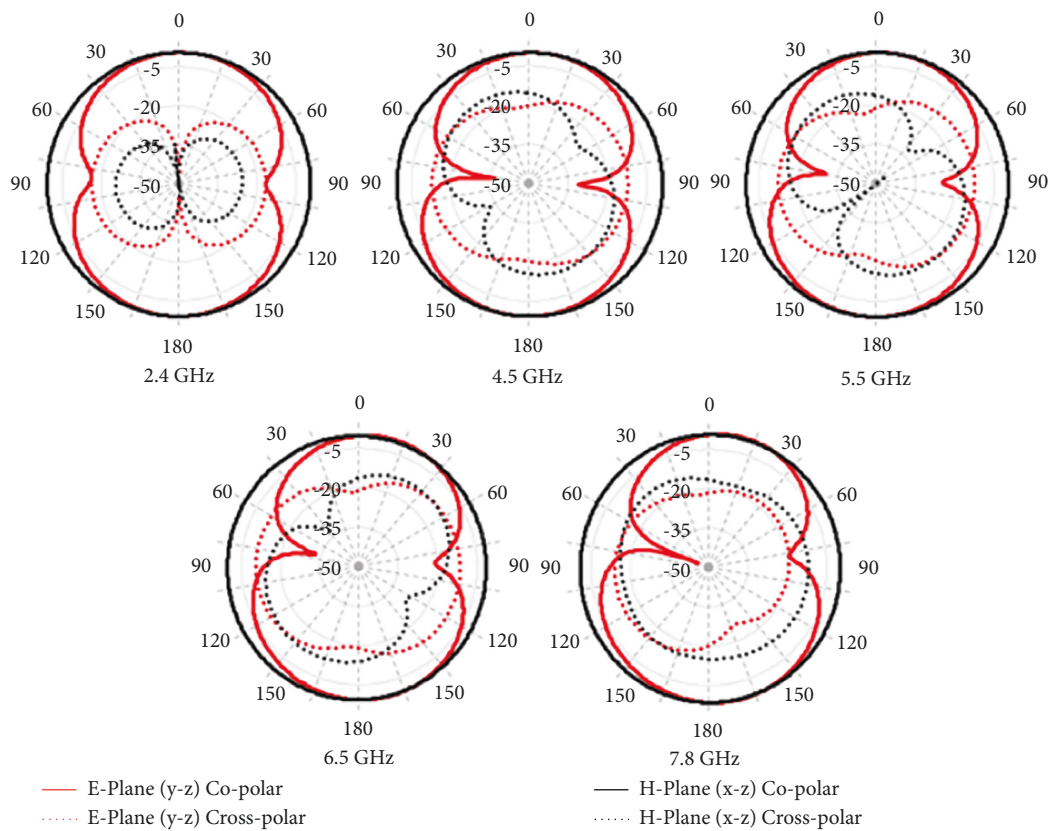 0 0 0
30 30 30 30 30 30
-5 -5 -5
60 60 60 60 60 60
-20 -20 -20
-35 -35 -35
90 -50 90 90 -50 90 90 -50 90
120 120 120 120 120 120
150 150 150 150 150 150
180 180 180
2.4 GHz 4.5 GHz 5.5 GHz
0 0
30 30 30 30
-5 -5
60 60 60 60
-20 -20
-35 -35
90 -50 90 90 -50 90
120 120 120 120
150 150 150 150
180 180
6.5 GHz 7.8 GHz
E-Plane (y-z) Co-polar H-Plane (x-z) Co-polar
E-Plane (y-z) Cross-polar H-Plane (x-z) Cross-polar